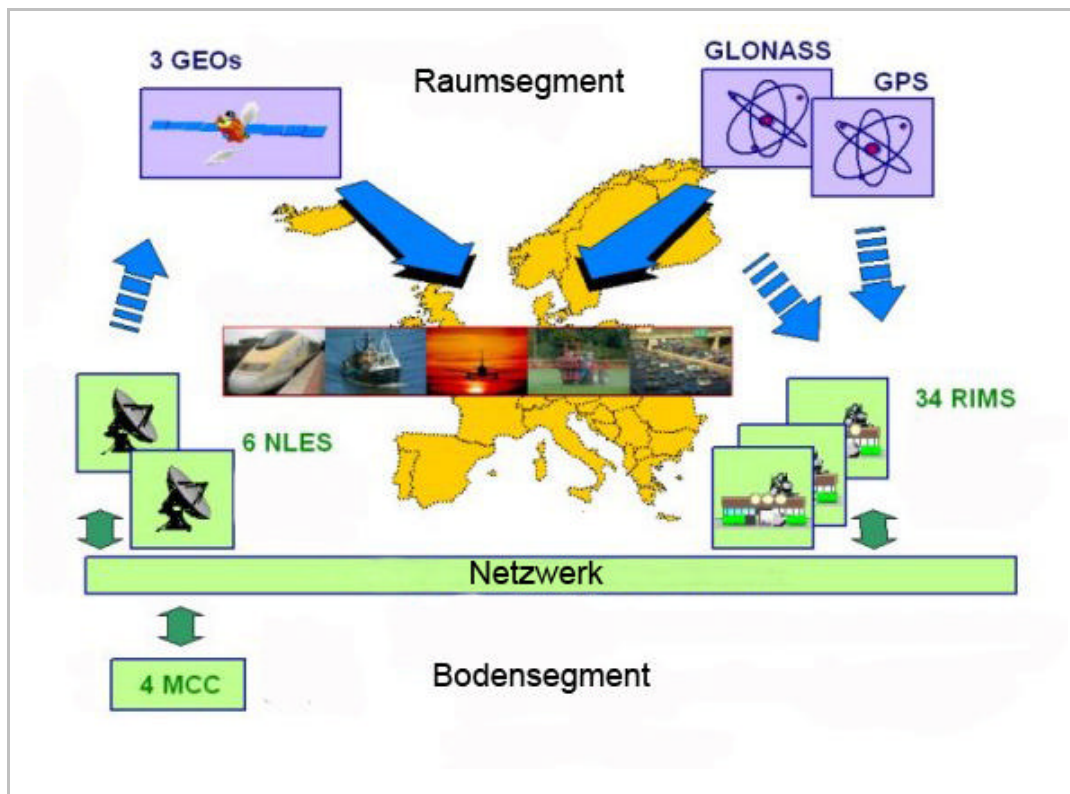 3 GEOs
Raumsegment
GLONASS
GPS
6 NLES
34 RIMS
Netzwerk
4 MCC
Bodensegment